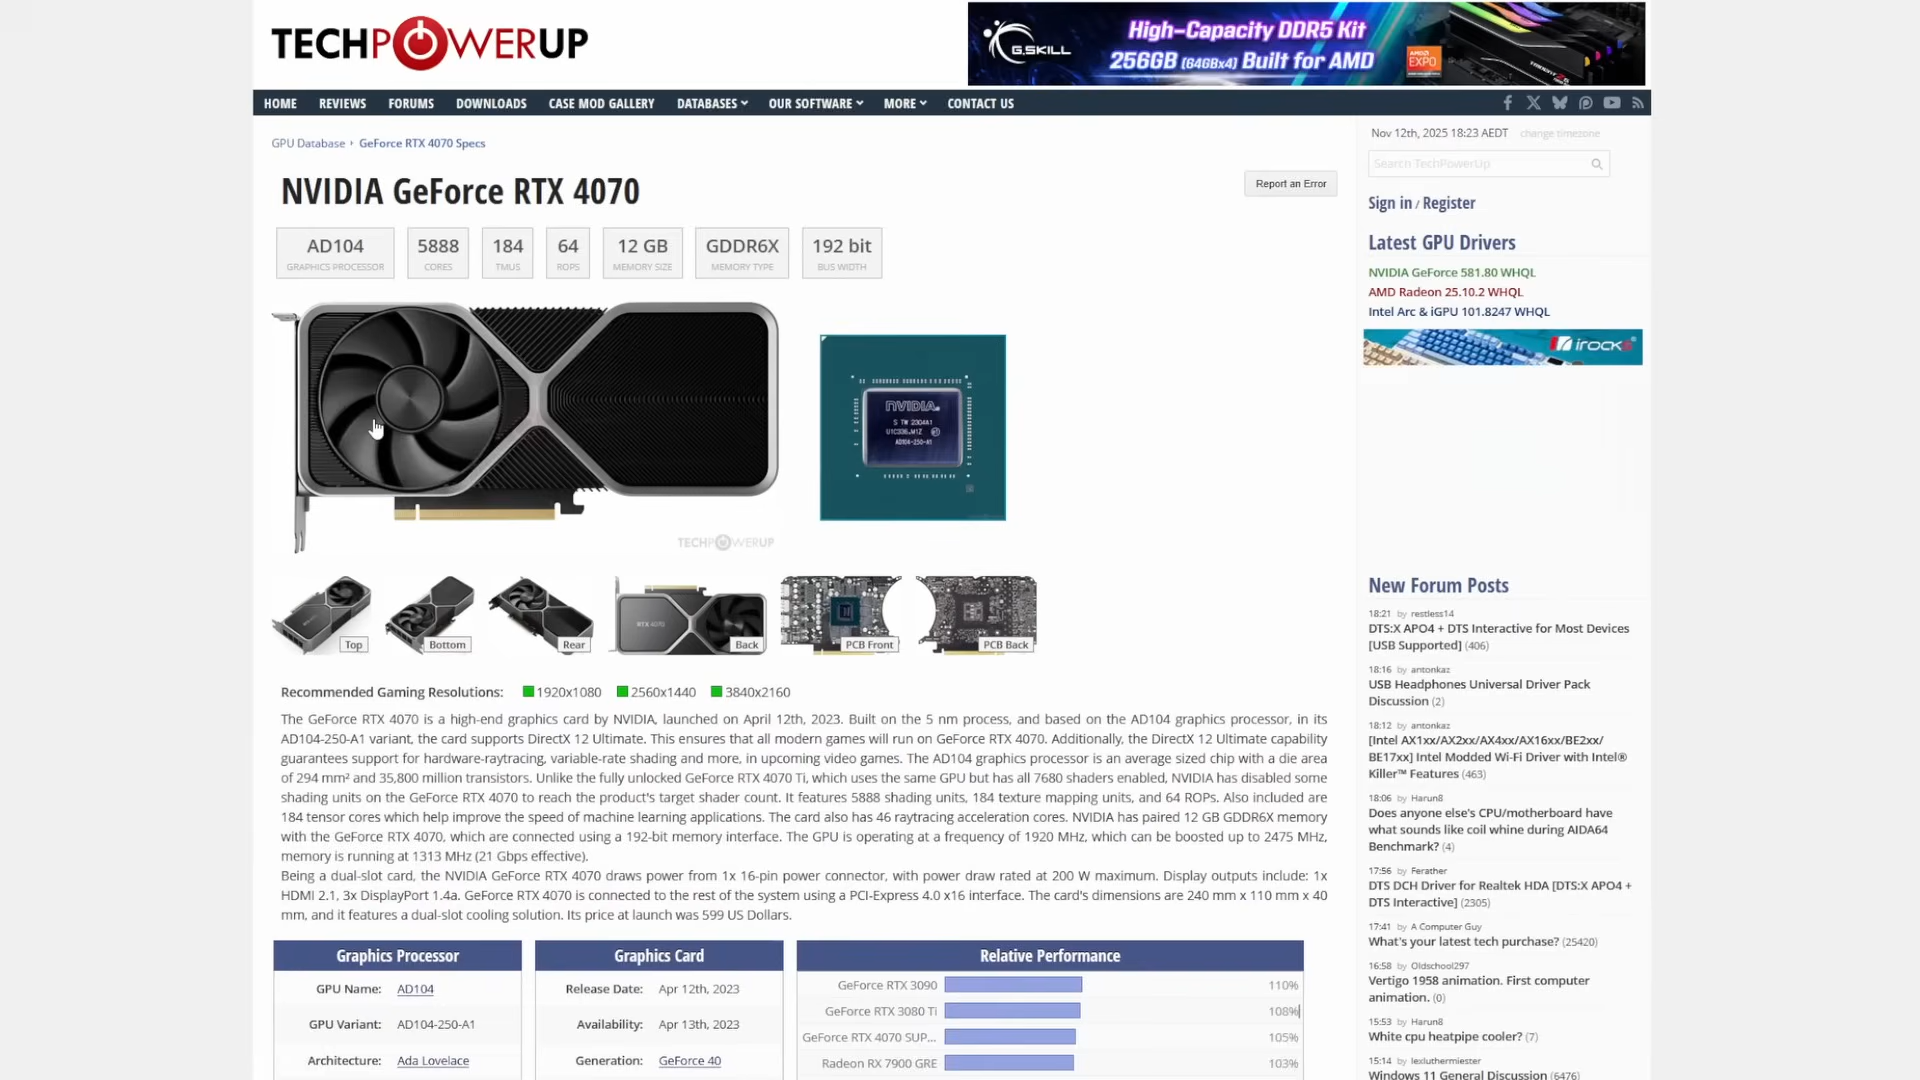 TECHPOWERUP
G.SKILL
High-Capacity DDR5 Kit
256GB (64GBx4) Built for AMD
AMD EXPO
HOME REVIEWS FORUMS DOWNLOADS CASE MOD GALLERY DATABASES OUR SOFTWARE MORE CONTACT US
GPU Database › GeForce RTX 4070 Specs
NVIDIA GeForce RTX 4070
Report an Error
AD104
GRAPHICS PROCESSOR
5888
CORES
184
TMUS
64
ROPS
12 GB
MEMORY SIZE
GDDR6X
MEMORY TYPE
192 bit
BUS WIDTH
NVIDIA
S TW 2304A1
AD104-250-A1
TECHPOWERUP
Top
Bottom
Rear
RTX 4070
Back
PCB Front
PCB Back
Recommended Gaming Resolutions: 1920x1080 2560x1440 3840x2160
The GeForce RTX 4070 is a high-end graphics card by NVIDIA, launched on April 12th, 2023. Built on the 5 nm process, and based on the AD104 graphics processor, in its
AD104-250-A1 variant, the card supports DirectX 12 Ultimate. This ensures that all modern games will run on GeForce RTX 4070. Additionally, the DirectX 12 Ultimate capability
guarantees support for hardware-raytracing, variable-rate shading and more, in upcoming video games. The AD104 graphics processor is an average sized chip with a die area
of 294 mm² and 35,800 million transistors. Unlike the fully unlocked GeForce RTX 4070 Ti, which uses the same GPU but has all 7680 shaders enabled, NVIDIA has disabled some
shading units on the GeForce RTX 4070 to reach the product's target shader count. It features 5888 shading units, 184 texture mapping units, and 64 ROPs. Also included are
184 tensor cores which help improve the speed of machine learning applications. The card also has 46 raytracing acceleration cores. NVIDIA has paired 12 GB GDDR6X memory
with the GeForce RTX 4070, which are connected using a 192-bit memory interface. The GPU is operating at a frequency of 1920 MHz, which can be boosted up to 2475 MHz,
memory is running at 1313 MHz (21 Gbps effective).
Being a dual-slot card, the NVIDIA GeForce RTX 4070 draws power from 1x 16-pin power connector, with power draw rated at 200 W maximum. Display outputs include: 1x
HDMI 2.1, 3x DisplayPort 1.4a. GeForce RTX 4070 is connected to the rest of the system using a PCI-Express 4.0 x16 interface. The card's dimensions are 240 mm x 110 mm x 40
mm, and it features a dual-slot cooling solution. Its price at launch was 599 US Dollars.
Graphics Processor
GPU Name: AD104
GPU Variant: AD104-250-A1
Architecture: Ada Lovelace
Graphics Card
Release Date: Apr 12th, 2023
Availability: Apr 13th, 2023
Generation: GeForce 40
Relative Performance
GeForce RTX 3090 110%
GeForce RTX 3080 Ti 108%
GeForce RTX 4070 SUP... 105%
Radeon RX 7900 GRE 103%
Nov 12th, 2025 18:23 AEDT change timezone
Search TechPowerUp
Sign in / Register
Latest GPU Drivers
NVIDIA GeForce 581.80 WHQL
AMD Radeon 25.10.2 WHQL
Intel Arc & iGPU 101.8247 WHQL
irocks
New Forum Posts
18:21 by restless14
DTS:X APO4 + DTS Interactive for Most Devices
[USB Supported] (406)
18:16 by antonkaz
USB Headphones Universal Driver Pack
Discussion (2)
18:12 by antonkaz
[Intel AX1xx/AX2xx/AX4xx/AX16xx/BE2xx/
BE17xx] Intel Modded Wi-Fi Driver with Intel®
Killer™ Features (463)
18:06 by Harun8
Does anyone else's CPU/motherboard have
what sounds like coil whine during AIDA64
Benchmark? (4)
17:56 by Ferather
DTS DCH Driver for Realtek HDA [DTS:X APO4 +
DTS Interactive] (2305)
17:41 by A Computer Guy
What's your latest tech purchase? (25420)
16:58 by Oldschool297
Vertigo 1958 animation. First computer
animation. (0)
15:53 by Harun8
White cpu heatpipe cooler? (7)
15:14 by lexluthermiester
Windows 11 General Discussion (6476)